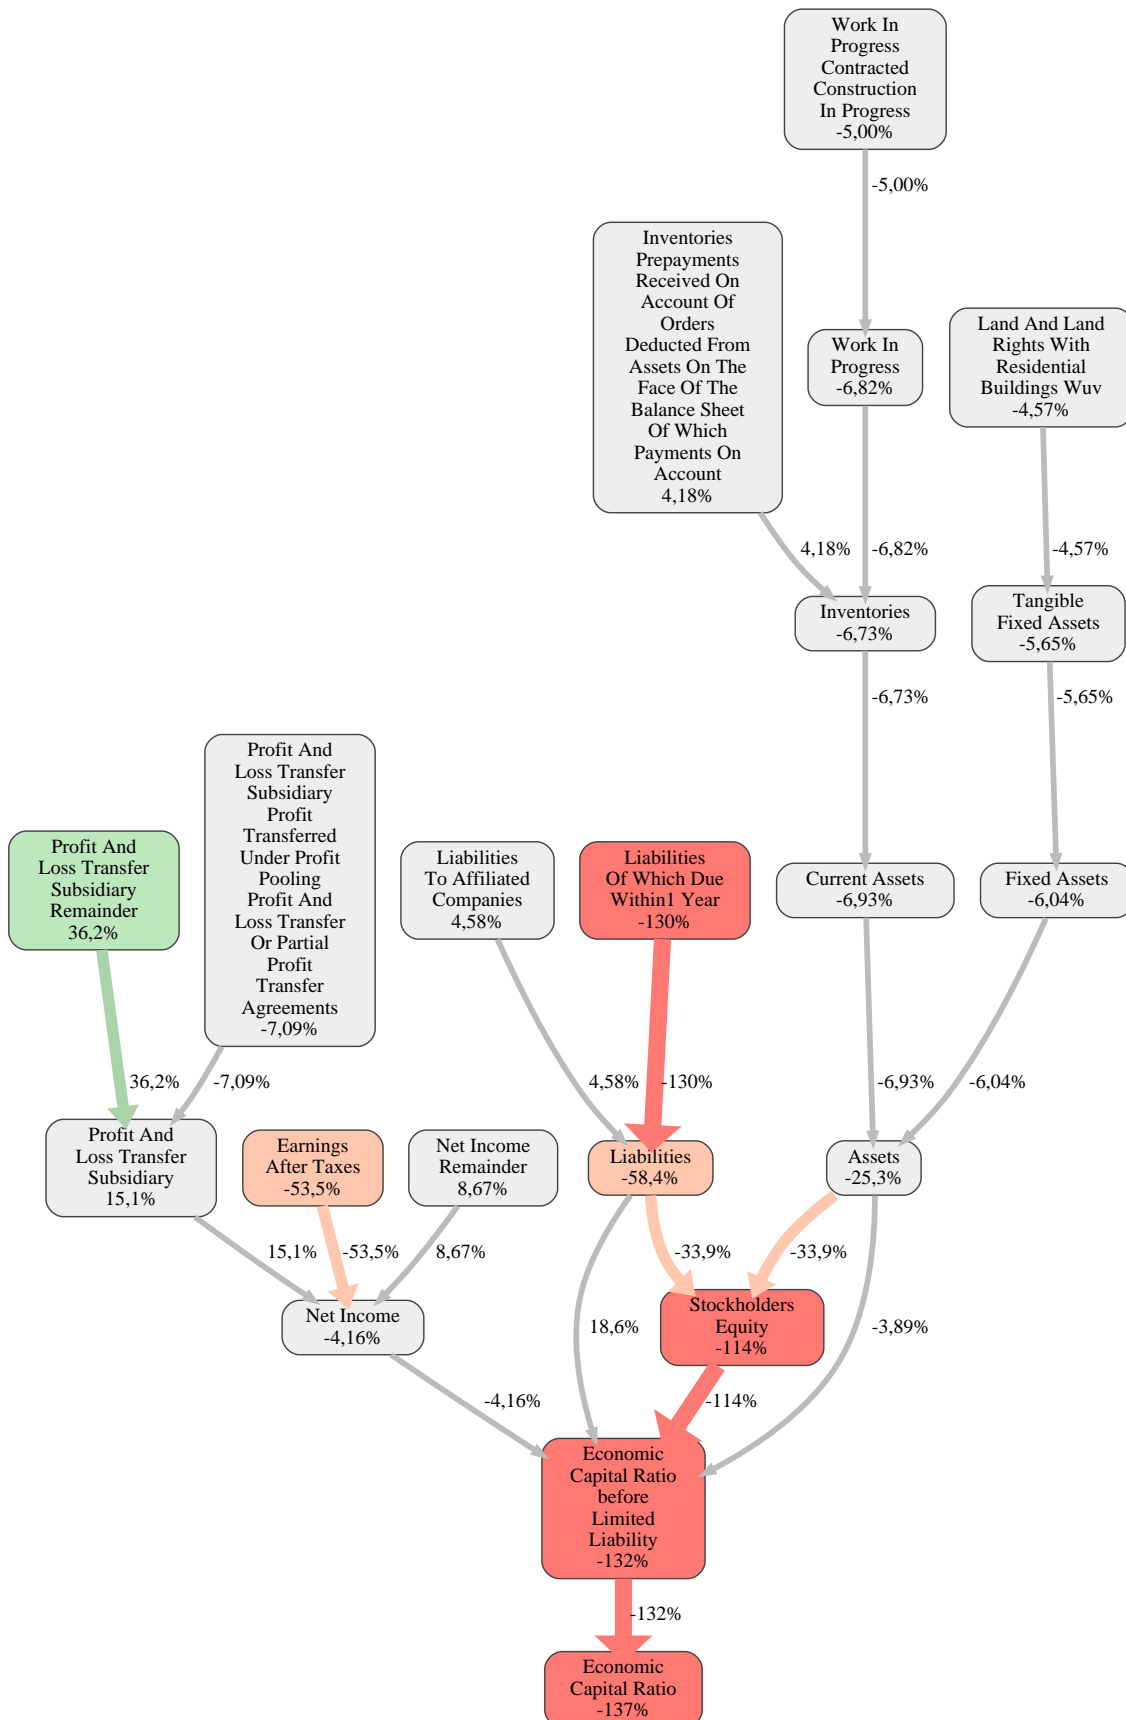 Work In
Progress
Contracted
Construction
In Progress
-5,00%
-5,00%
Inventories
Prepayments
Received On
Account Of
Orders
Deducted From
Assets On The
Face Of The
Balance Sheet
Of Which
Payments On
Account
4,18%
Work In
Progress
-6,82%
Land And Land
Rights With
Residential
Buildings Wuv
-4,57%
4,18%
-6,82%
-4,57%
Inventories
-6,73%
Tangible
Fixed Assets
-5,65%
-6,73%
-5,65%
Profit And
Loss Transfer
Subsidiary
Remainder
36,2%
Profit And
Loss Transfer
Subsidiary
Profit
Transferred
Under Profit
Pooling
Profit And
Loss Transfer
Or Partial
Profit
Transfer
Agreements
-7,09%
Liabilities
To Affiliated
Companies
4,58%
Liabilities
Of Which Due
Within1 Year
-130%
Current Assets
-6,93%
Fixed Assets
-6,04%
36,2%
-7,09%
4,58%
-130%
-6,93%
-6,04%
Profit And
Loss Transfer
Subsidiary
15,1%
Earnings
After Taxes
-53,5%
Net Income
Remainder
8,67%
Liabilities
-58,4%
Assets
-25,3%
15,1%
-53,5%
8,67%
-33,9%
-33,9%
Net Income
-4,16%
18,6%
Stockholders
Equity
-114%
-3,89%
-4,16%
-114%
Economic
Capital Ratio
before
Limited
Liability
-132%
-132%
Economic
Capital Ratio
-137%